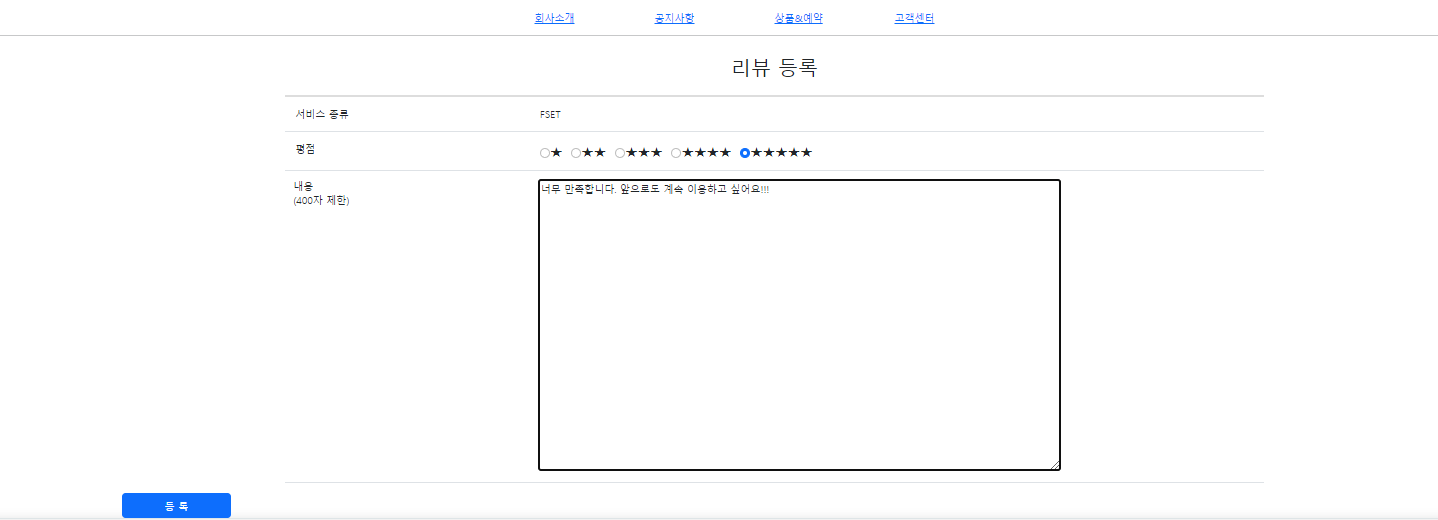 회사소개 공지사항 상품&예약 고객센터
리뷰 등록
서비스 종류 FSET
평점 ★ ★★ ★★★ ★★★★ ★★★★★
내용
(400자 제한)
너무 만족합니다. 앞으로도 계속 이용하고 싶어요!!!
등 록